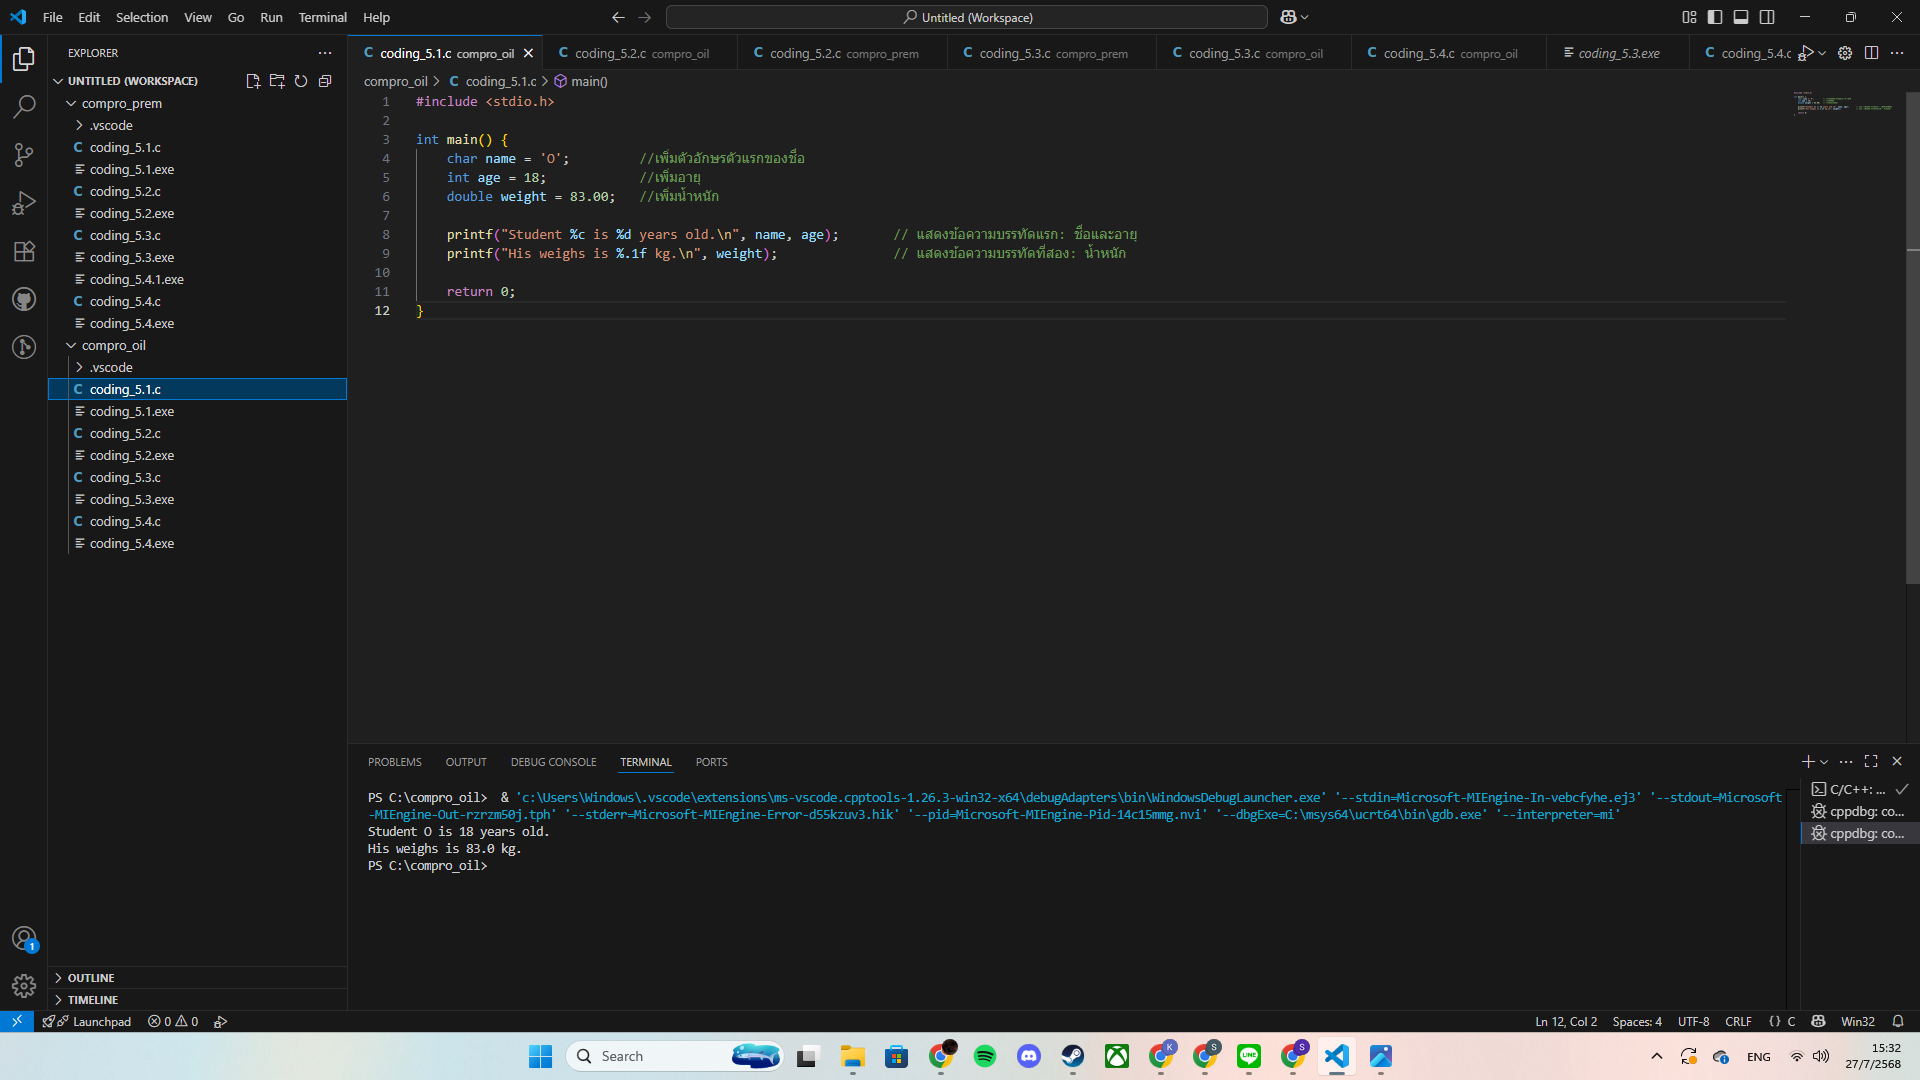 File Edit Selection View Go Run Terminal Help
Untitled (Workspace)
EXPLORER
UNTITLED (WORKSPACE)
compro_prem
.vscode
coding_5.1.c
coding_5.1.exe
coding_5.2.c
coding_5.2.exe
coding_5.3.c
coding_5.3.exe
coding_5.4.1.exe
coding_5.4.c
coding_5.4.exe
compro_oil
.vscode
coding_5.1.c
coding_5.1.exe
coding_5.2.c
coding_5.2.exe
coding_5.3.c
coding_5.3.exe
coding_5.4.c
coding_5.4.exe
OUTLINE
TIMELINE
C coding_5.1.c compro_oil C coding_5.2.c compro_oil C coding_5.2.c compro_prem C coding_5.3.c compro_prem C coding_5.3.c compro_oil C coding_5.4.c compro_oil coding_5.3.exe C coding_5.4.c
compro_oil > C coding_5.1.c > main()
1 #include <stdio.h>
2
3 int main() {
4 char name = 'O'; //เพิ่มตัวอักษรตัวแรกของชื่อ
5 int age = 18; //เพิ่มอายุ
6 double weight = 83.00; //เพิ่มน้ำหนัก
7
8 printf("Student %c is %d years old.\n", name, age); // แสดงข้อความบรรทัดแรก: ชื่อและอายุ
9 printf("His weighs is %.1f kg.\n", weight); // แสดงข้อความบรรทัดที่สอง: น้ำหนัก
10
11 return 0;
12 }
PROBLEMS OUTPUT DEBUG CONSOLE TERMINAL PORTS
PS C:\compro_oil> & 'c:\Users\Windows\.vscode\extensions\ms-vscode.cpptools-1.26.3-win32-x64\debugAdapters\bin\WindowsDebugLauncher.exe' '--stdin=Microsoft-MIEngine-In-vebcfyhe.ej3' '--stdout=Microsoft
-MIEngine-Out-rzrzm50j.tph' '--stderr=Microsoft-MIEngine-Error-d55kzuv3.hik' '--pid=Microsoft-MIEngine-Pid-14c15mmg.nvi' '--dbgExe=C:\msys64\ucrt64\bin\gdb.exe' '--interpreter=mi'
Student O is 18 years old.
His weighs is 83.0 kg.
PS C:\compro_oil>
C/C++: ...
cppdbg: co...
cppdbg: co...
1
Launchpad 0 0 Ln 12, Col 2 Spaces: 4 UTF-8 CRLF {} C Win32
Search
K S LINE S
ENG
15:32
27/7/2568